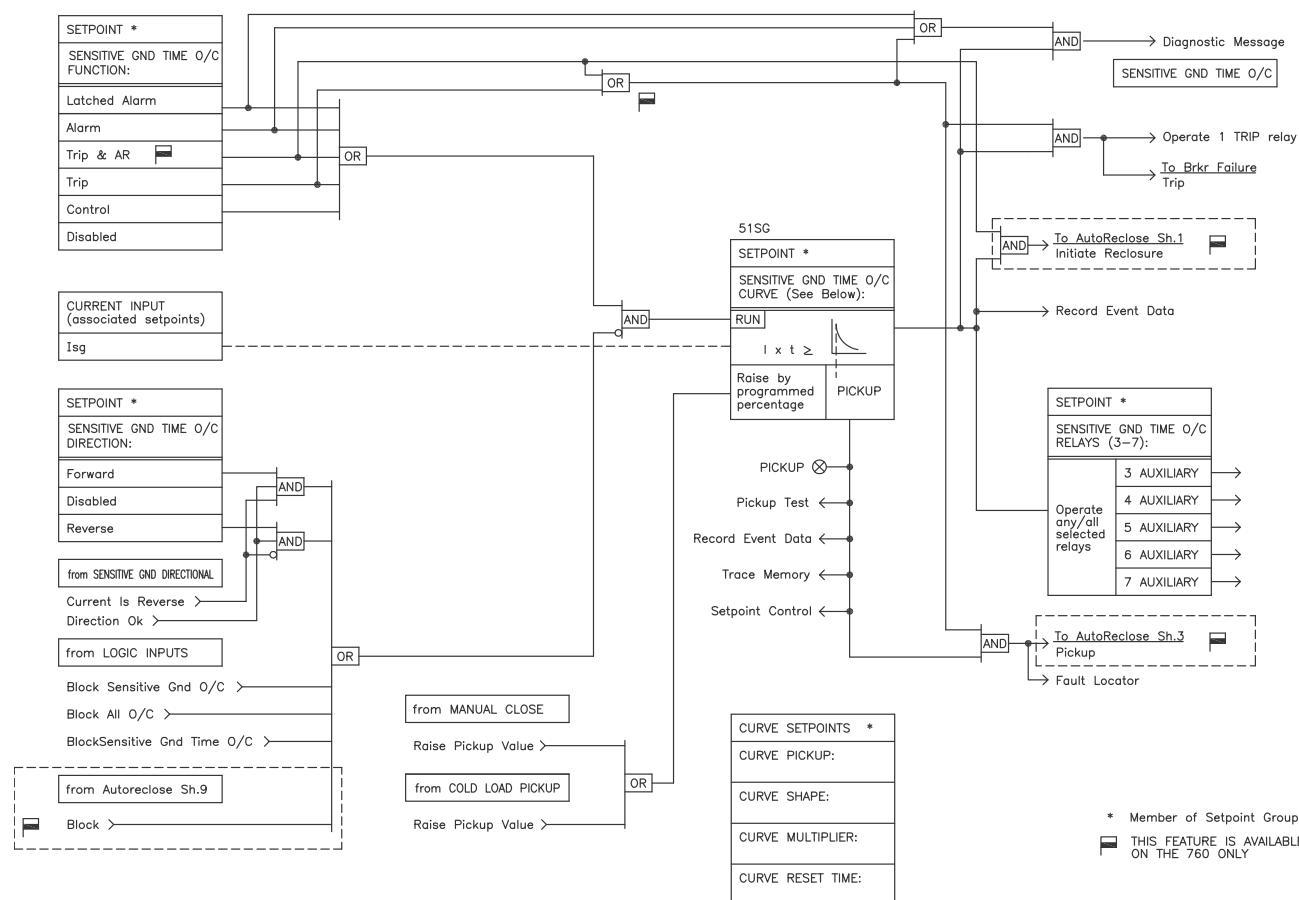 SETPOINT *
SENSITIVE GND TIME O/C
FUNCTION:
Latched Alarm
Alarm
Trip & AR
Trip
Control
Disabled
OR
OR
OR
AND
Diagnostic Message
SENSITIVE GND TIME O/C
AND
Operate 1 TRIP relay
To Brkr Failure
Trip
AND
To AutoReclose Sh.1
Initiate Reclosure
Record Event Data
CURRENT INPUT
(associated setpoints)
Isg
AND
51SG
SETPOINT *
SENSITIVE GND TIME O/C
CURVE (See Below):
RUN
I x t ≥
Raise by
programmed
percentage
PICKUP
SETPOINT *
SENSITIVE GND TIME O/C
DIRECTION:
Forward
Disabled
Reverse
AND
AND
from SENSITIVE GND DIRECTIONAL
Current Is Reverse
Direction Ok
from LOGIC INPUTS
Block Sensitive Gnd O/C
Block All O/C
BlockSensitive Gnd Time O/C
from Autoreclose Sh.9
Block
OR
PICKUP
Pickup Test
Record Event Data
Trace Memory
Setpoint Control
SETPOINT *
SENSITIVE GND TIME O/C
RELAYS (3-7):
Operate
any/all
selected
relays
3 AUXILIARY
4 AUXILIARY
5 AUXILIARY
6 AUXILIARY
7 AUXILIARY
AND
To AutoReclose Sh.3
Pickup
Fault Locator
from MANUAL CLOSE
Raise Pickup Value
from COLD LOAD PICKUP
Raise Pickup Value
OR
CURVE SETPOINTS *
CURVE PICKUP:
CURVE SHAPE:
CURVE MULTIPLIER:
CURVE RESET TIME:
* Member of Setpoint Group
THIS FEATURE IS AVAILABL
ON THE 760 ONLY